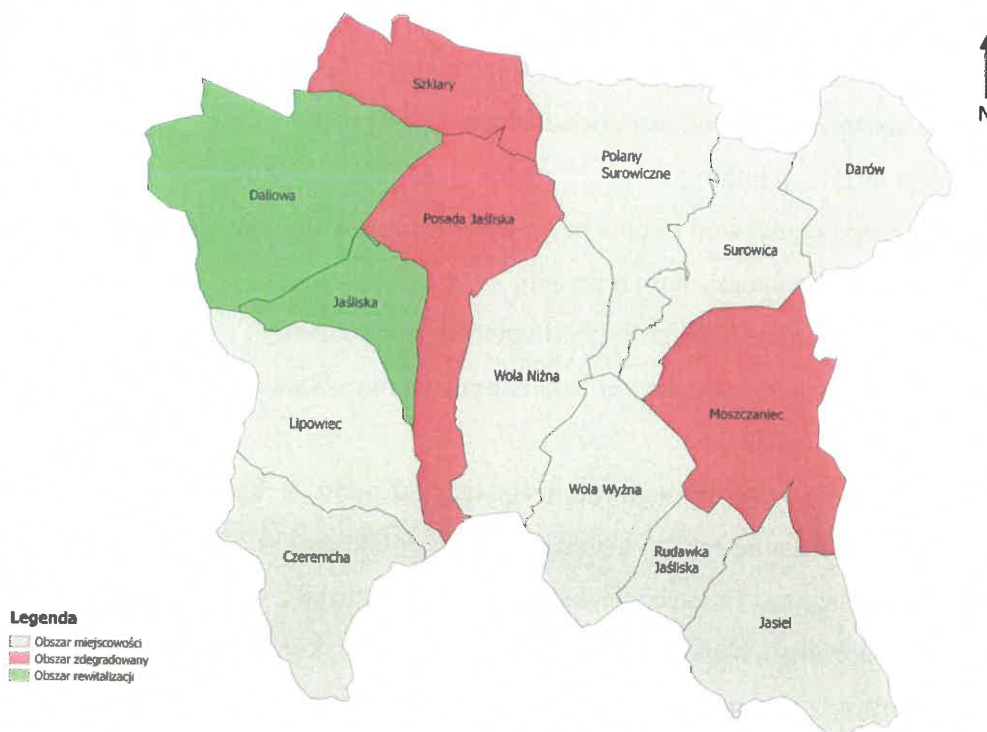 Szklary
N
Polany
Surowiczne
Darów
Daliowa
Posada Jaśliska
Surowica
Jaśliska
Wola Niżna
Moszczaniec
Lipowiec
Wola Wyżna
Czeremcha
Rudawka
Jaśliska
Jasiel
Legenda
Obszar miejscowości
Obszar zdegradowany
Obszar rewitalizacji